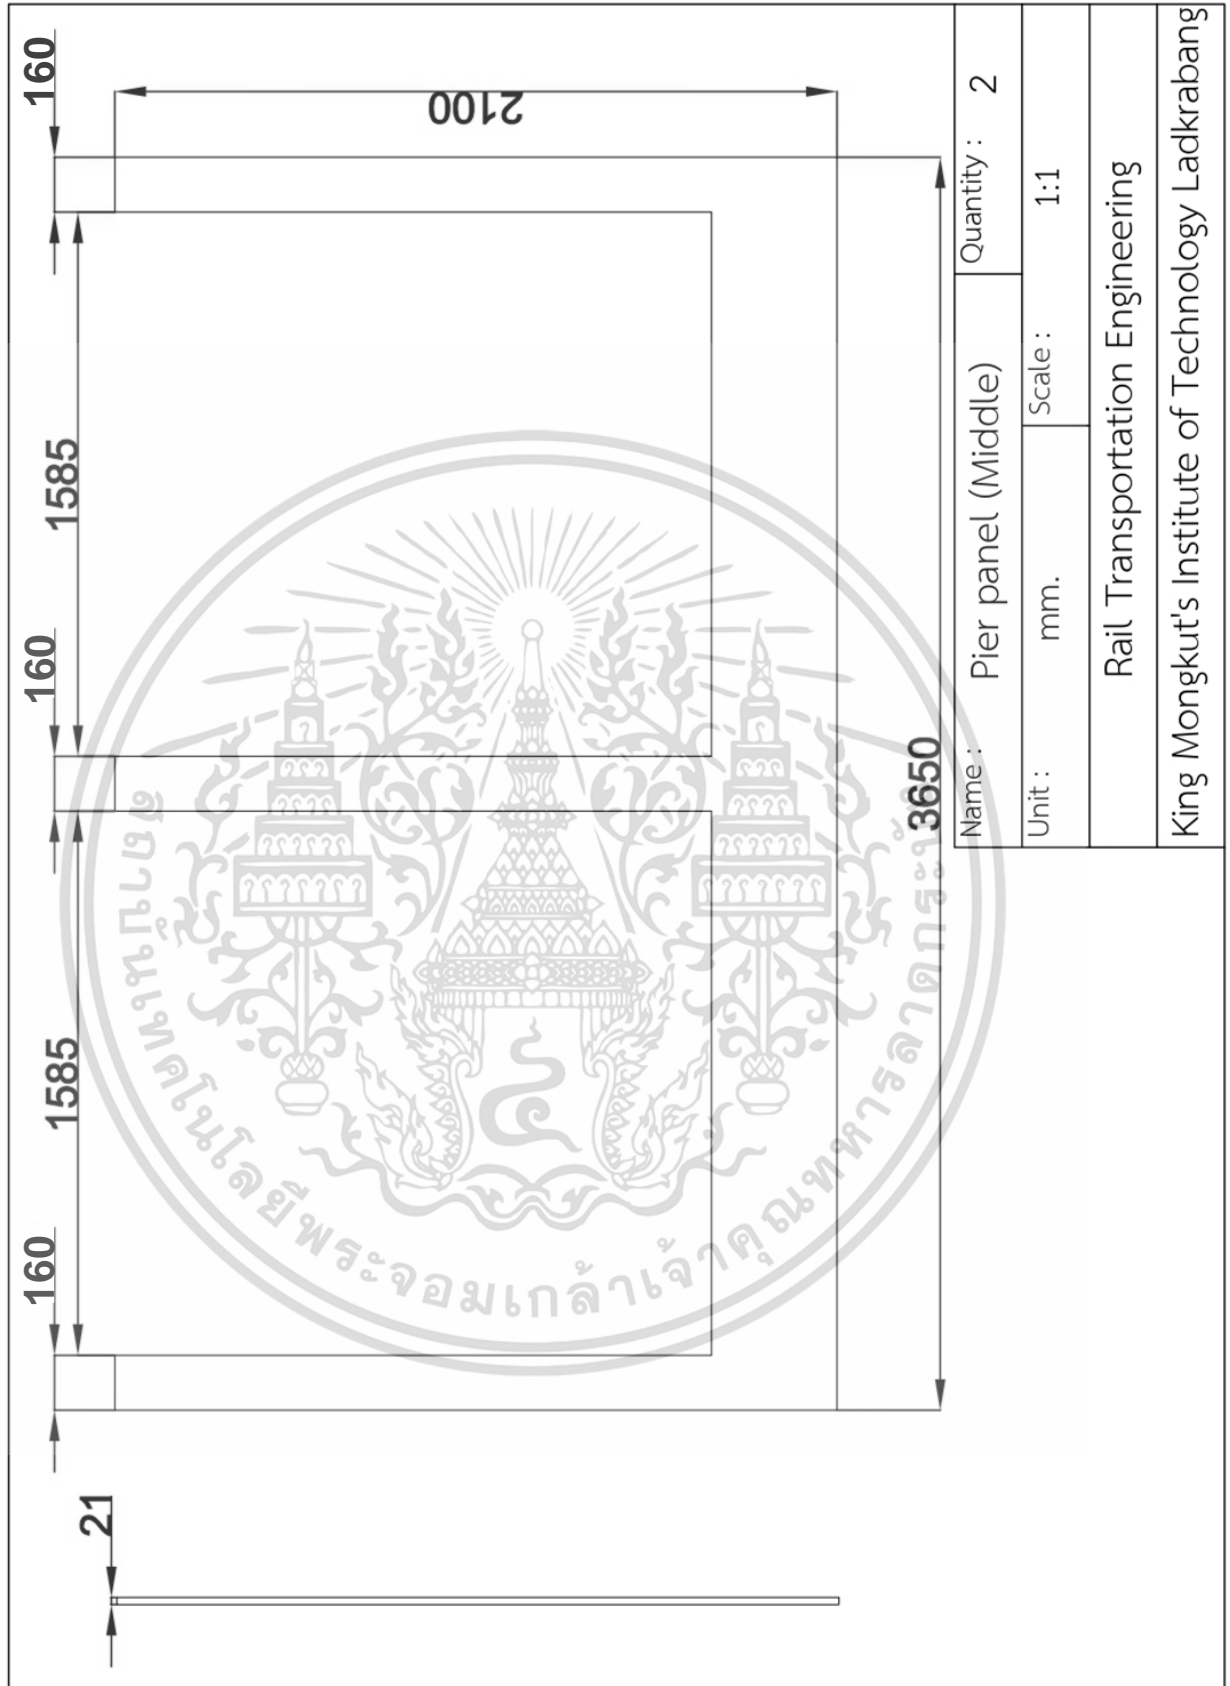 160
1585
160
1585
160
2100
3650
21
Name : Pier panel (Middle) Quantity : 2
Unit : mm. Scale : 1:1
Rail Transportation Engineering
King Mongkut's Institute of Technology Ladkrabang
สถาบันเทคโนโลยีพระจอมเกล้าเจ้าคุณทหารลาดกระบัง